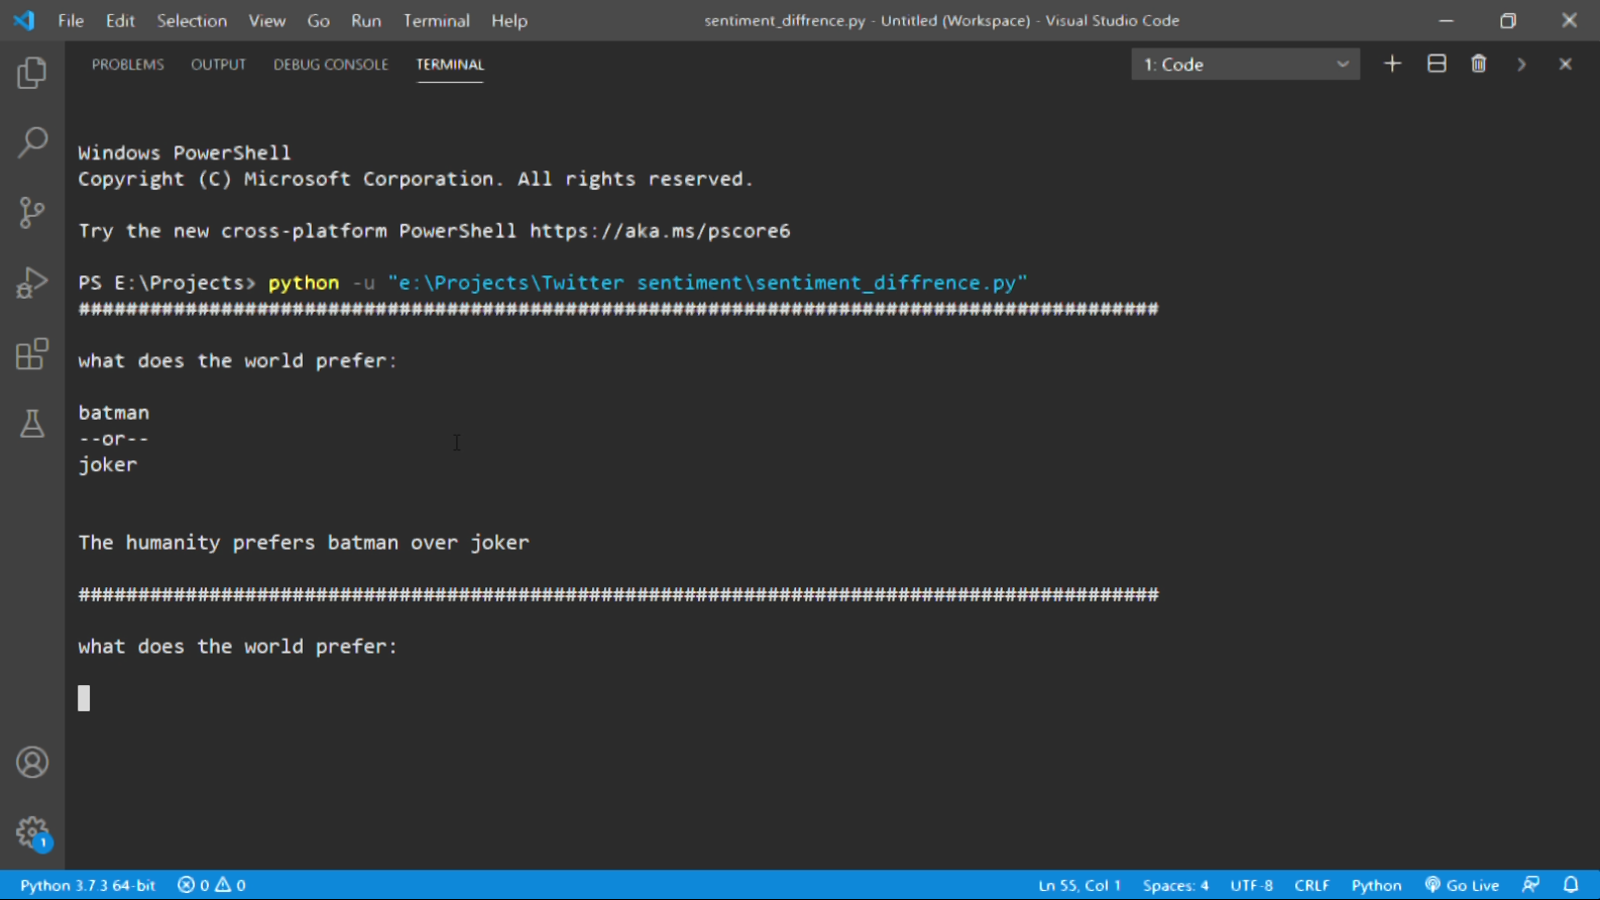 File Edit Selection View Go Run Terminal Help sentiment_diffrence.py - Untitled (Workspace) - Visual Studio Code
PROBLEMS OUTPUT DEBUG CONSOLE TERMINAL 1: Code
Windows PowerShell
Copyright (C) Microsoft Corporation. All rights reserved.
Try the new cross-platform PowerShell https://aka.ms/pscore6
PS E:\Projects> python -u "e:\Projects\Twitter sentiment\sentiment_diffrence.py"
###########################################################################################
what does the world prefer:
batman
--or--
joker
The humanity prefers batman over joker
###########################################################################################
what does the world prefer:
1
Python 3.7.3 64-bit 0 0 Ln 55, Col 1 Spaces: 4 UTF-8 CRLF Python Go Live